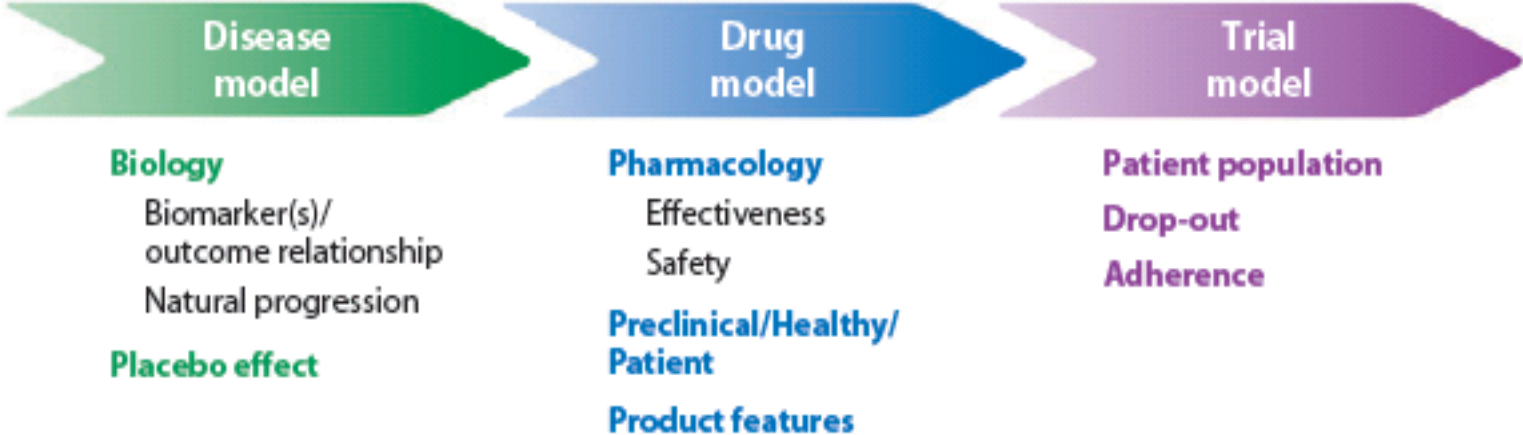 Disease
model
Biology
Biomarker(s)/
outcome relationship
Natural progression
Placebo effect
Drug
model
Pharmacology
Effectiveness
Safety
Preclinical/Healthy/
Patient
Product features
Trial
model
Patient population
Drop-out
Adherence